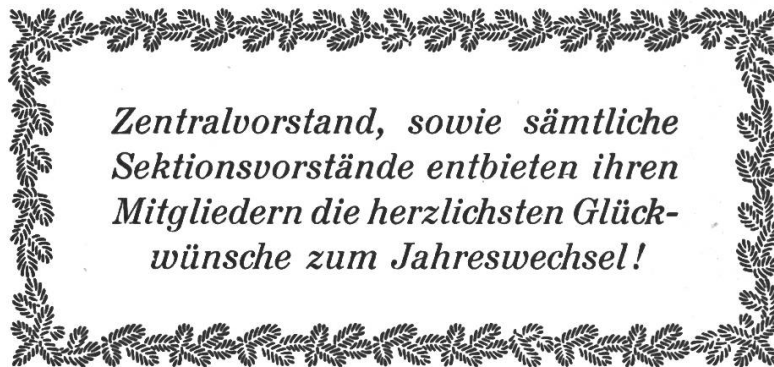 Zentralvorstand, sowie sämtliche
Sektionsvorstände entbieten ihren
Mitgliedern die herzlichsten Glück-
wünsche zum Jahreswechsel!